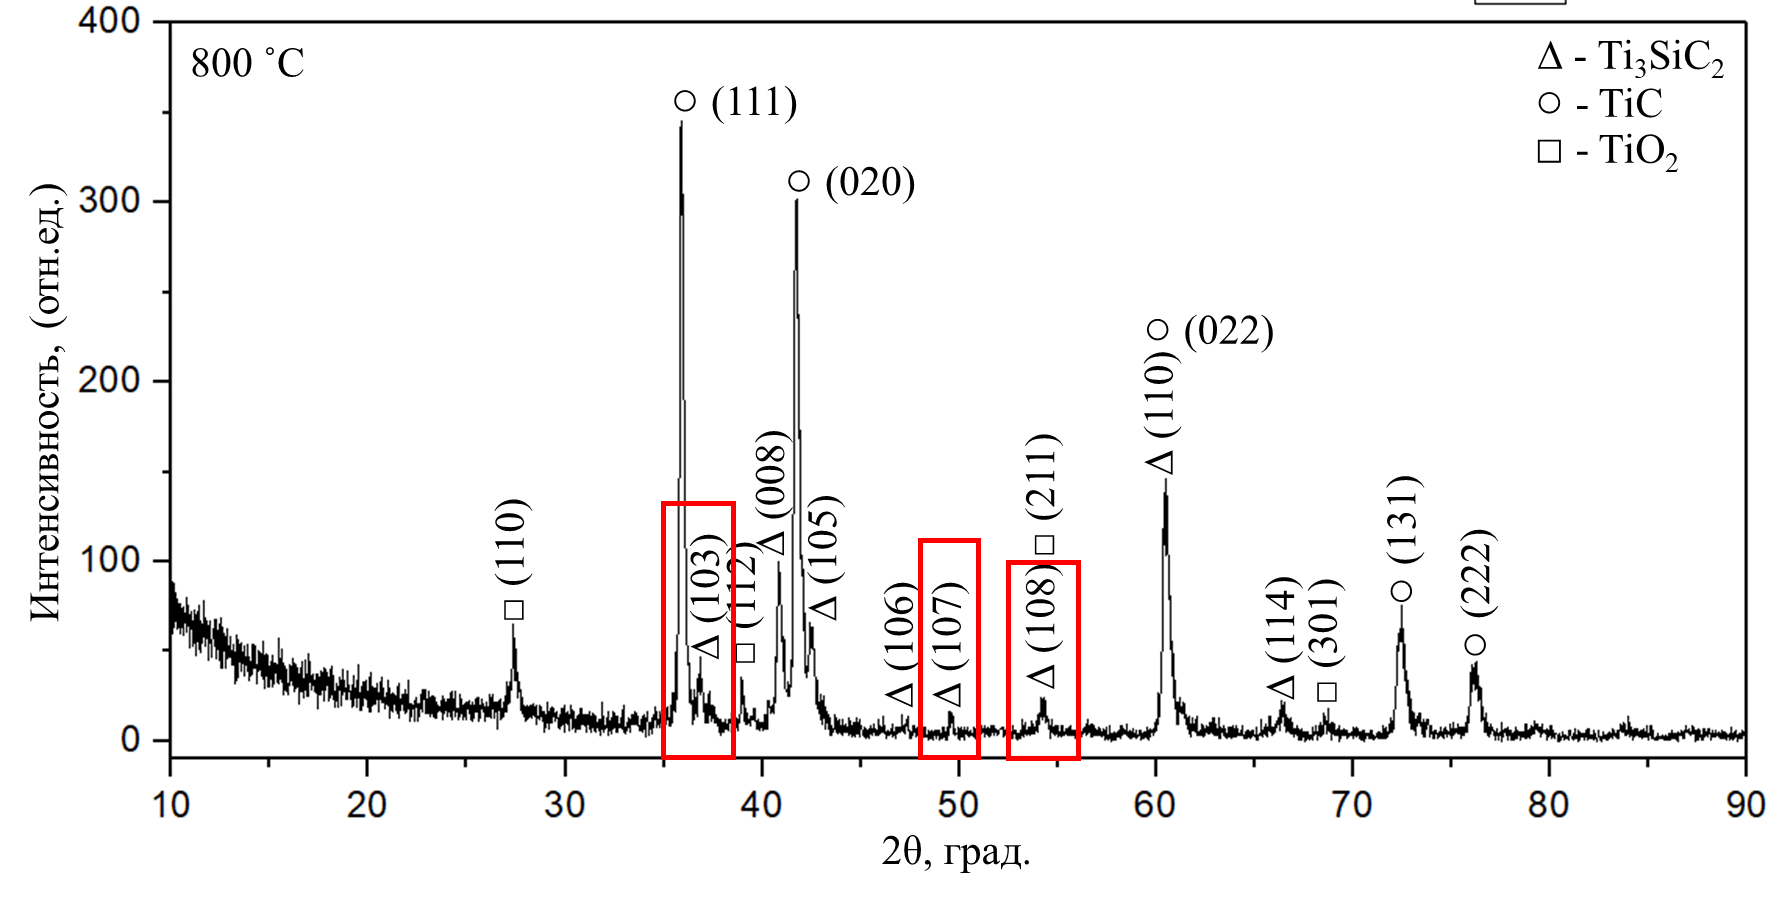 400
300
200
100
0
Интенсивность, (отн.ед.)
800 ˚C
Δ - Ti₃SiC₂
○ - TiC
□ - TiO₂
□ (110)
○ (111)
Δ (103)
□ (112)
Δ (008)
○ (020)
Δ (105)
Δ (106)
Δ (107)
Δ (108)
□ (211)
Δ (110)
○ (022)
Δ (114)
□ (301)
○ (131)
○ (222)
10 20 30 40 50 60 70 80 90
2θ, град.